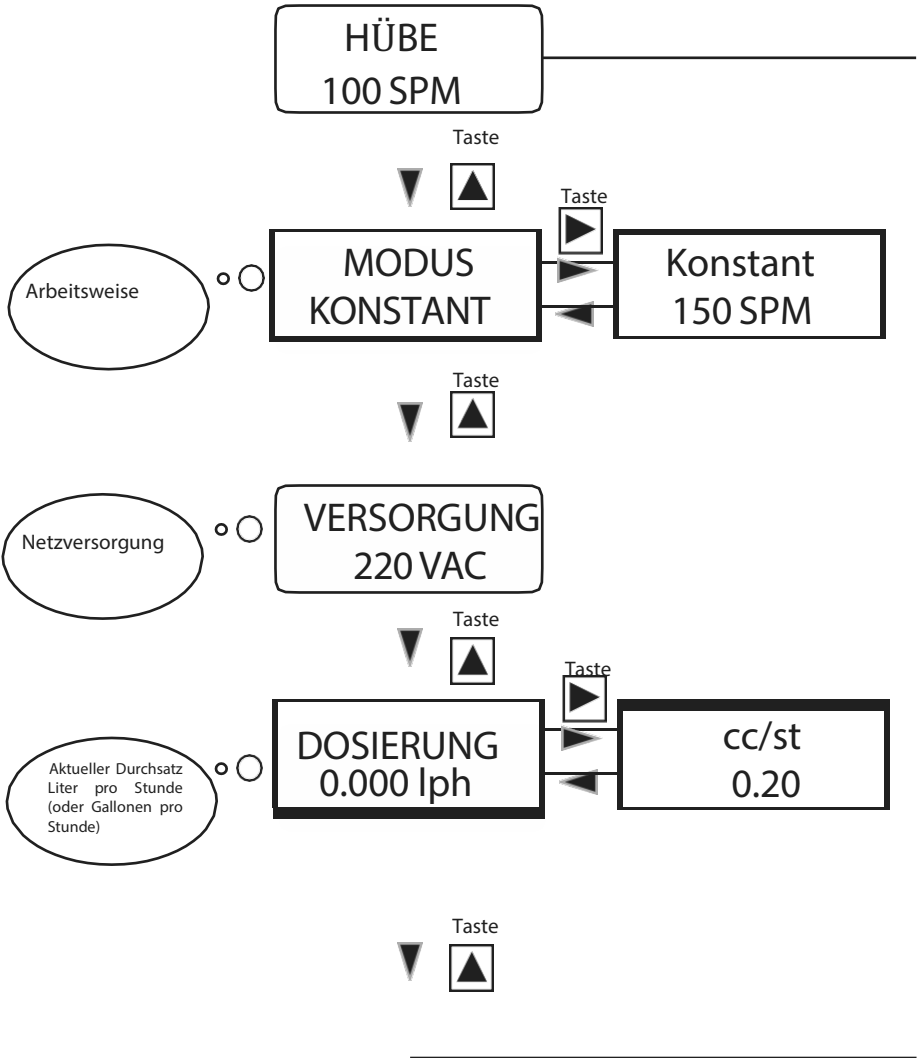 HÜBE
100 SPM
Taste
Taste
MODUS
KONSTANT
Konstant
150 SPM
Arbeitsweise
Taste
VERSORGUNG
220 VAC
Netzversorgung
Taste
Taste
DOSIERUNG
0.000 lph
cc/st
0.20
Aktueller Durchsatz
Liter pro Stunde
(oder Gallonen pro
Stunde)
Taste